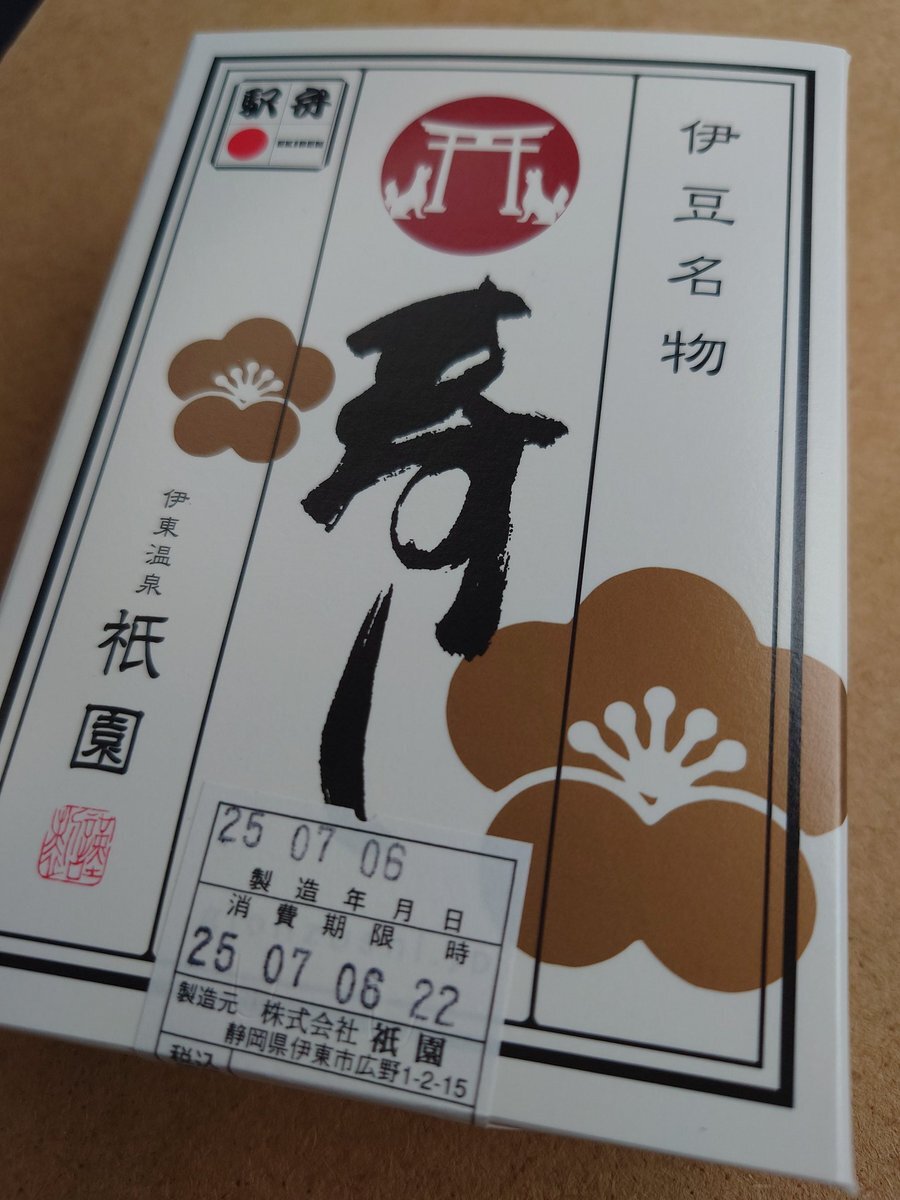 伊豆名物
寿し
駅弁
EKIBEN
伊東温泉
祇園
25 07 06
製造年月日
消費期限 時
25 07 06 22
製造元 株式会社 祇園
静岡県伊東市広野1-2-15
税込